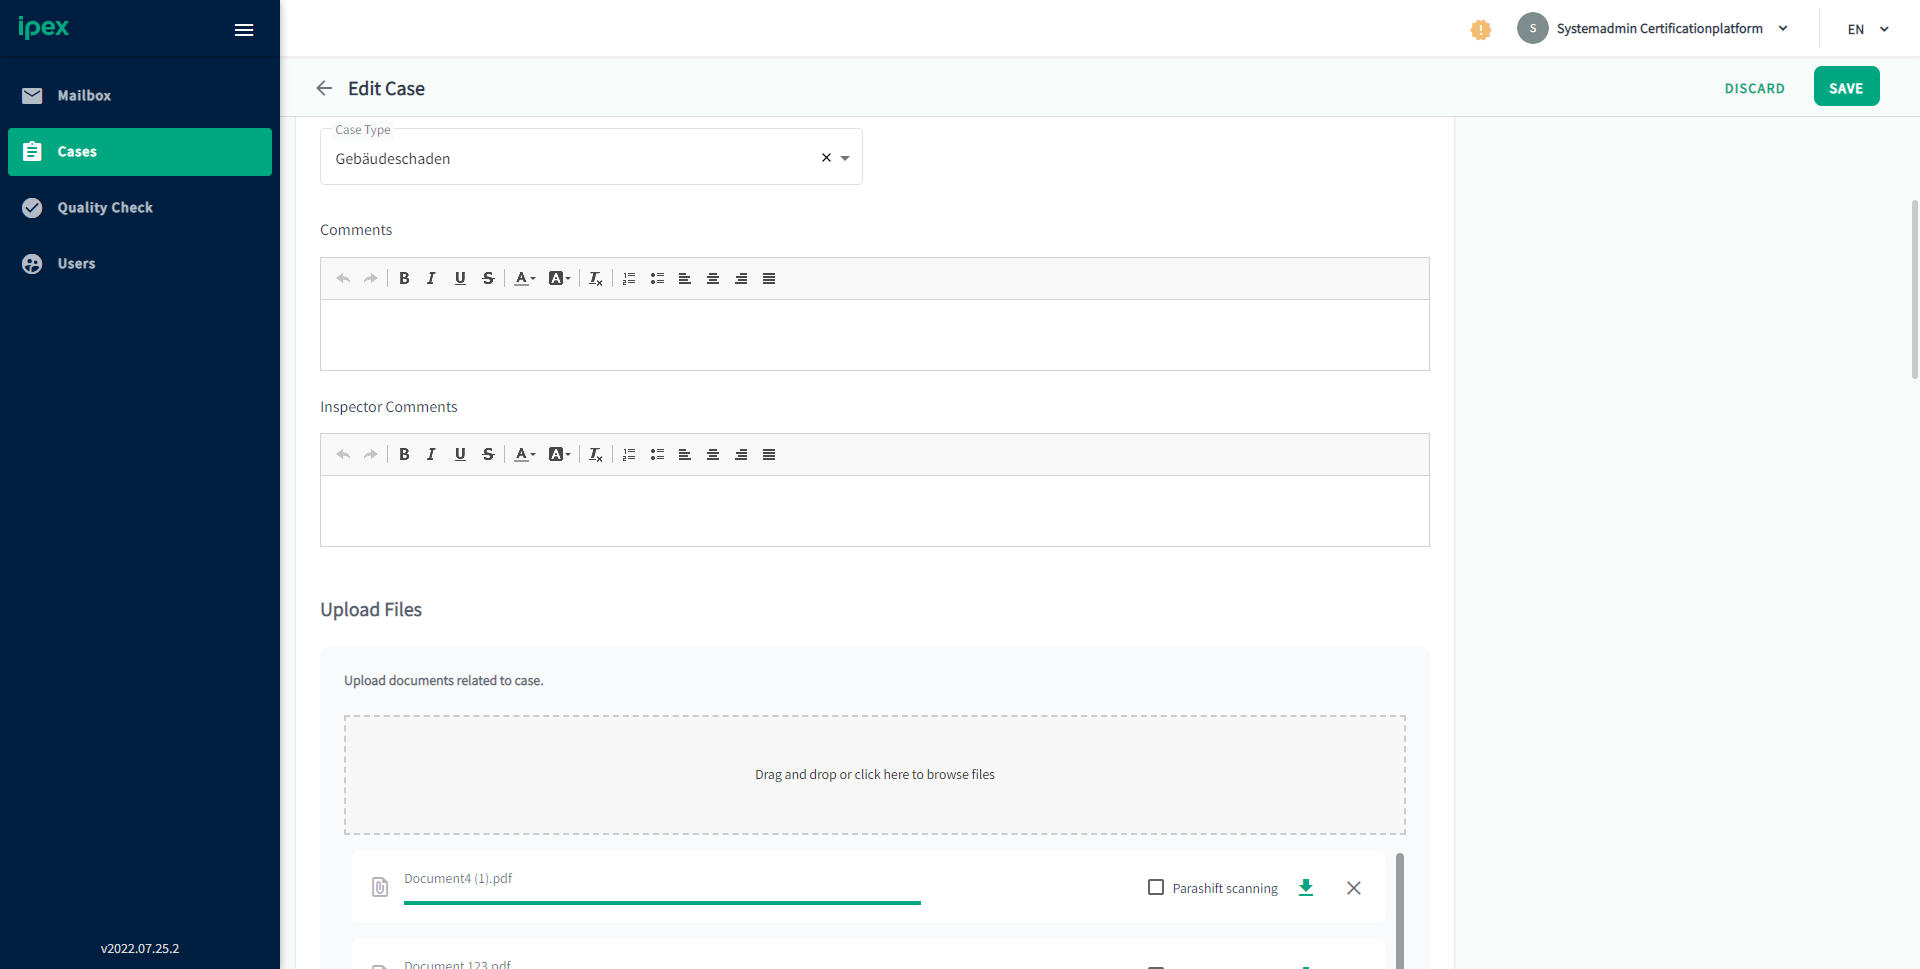 ipex
Systemadmin Certificationplatform
S
EN
Mailbox
Cases
Quality Check
Users
v2022.07.25.2
Edit Case
DISCARD
SAVE
Case Type
Gebäudeschaden
Comments
Inspector Comments
Upload Files
Upload documents related to case.
Drag and drop or click here to browse files
Document4 (1).pdf
Parashift scanning
Document 123.pdf